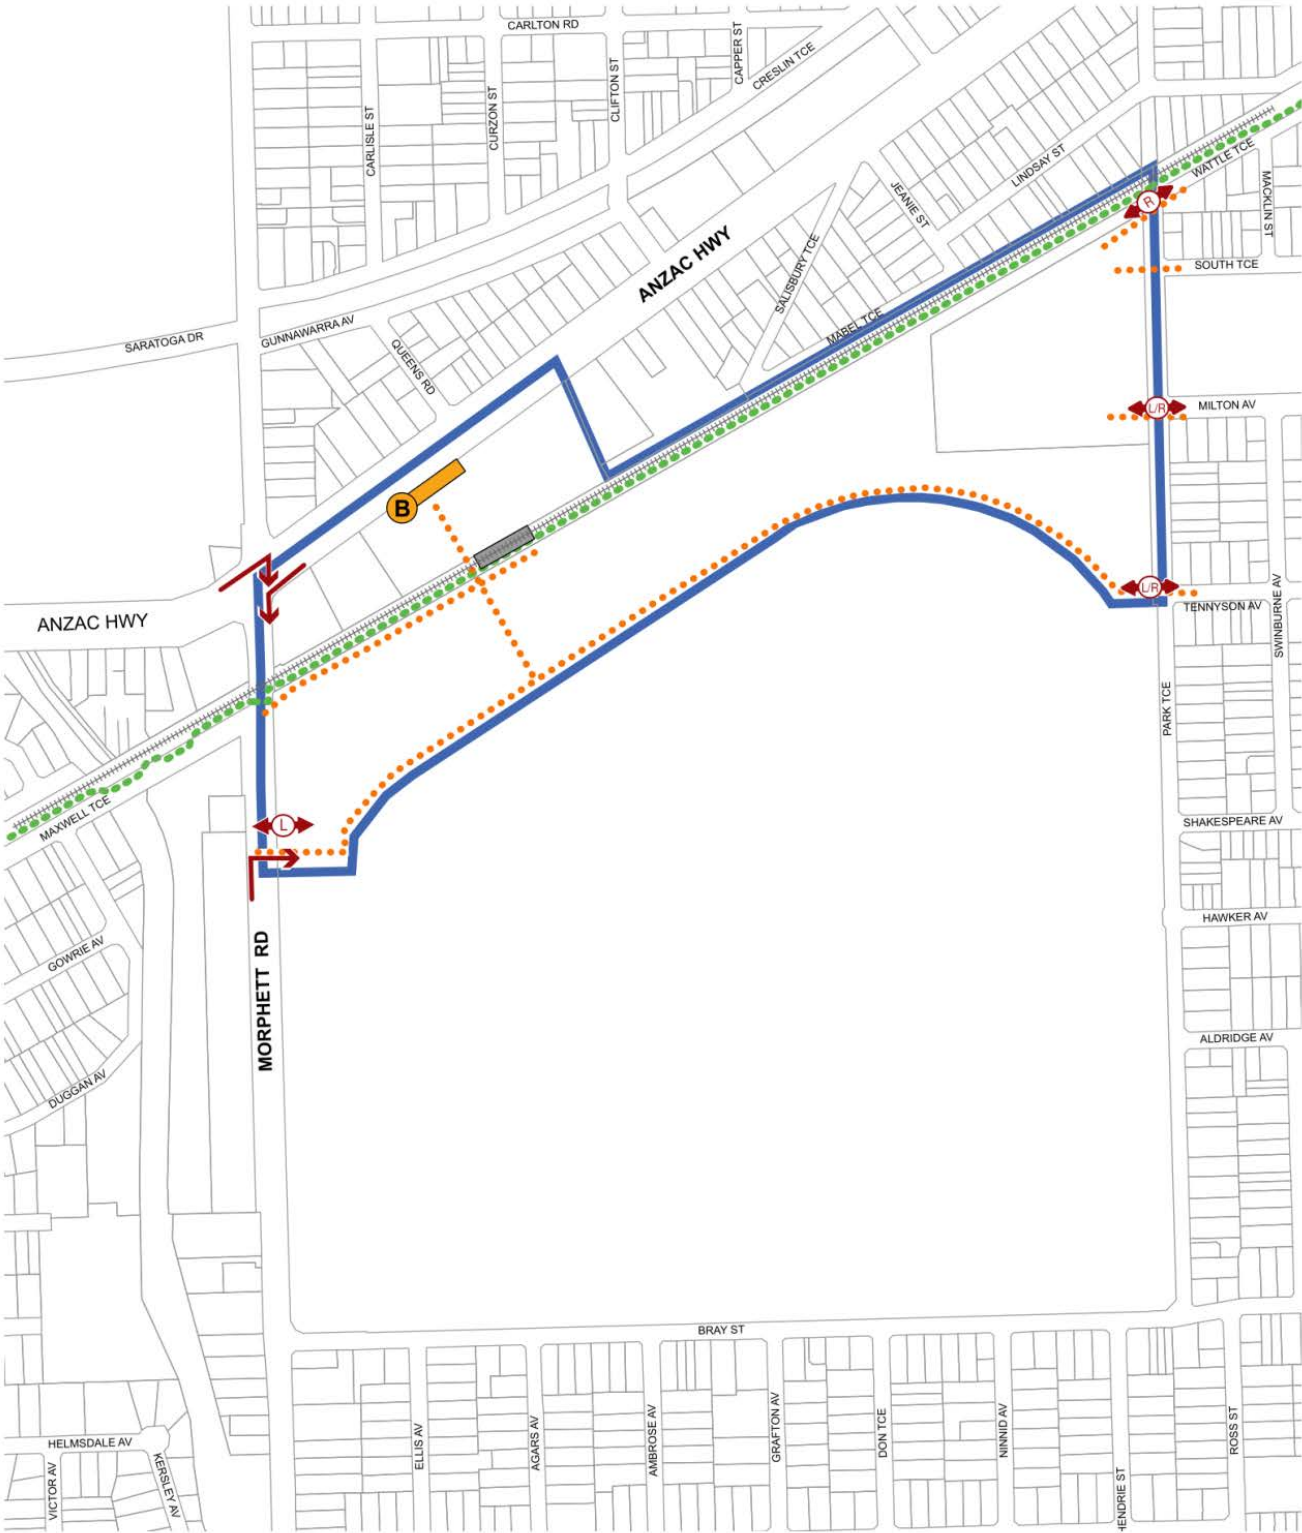 CARLTON RD
CAPPER ST
CRESLIN TCE
CLIFTON ST
CURZON ST
CARLISLE ST
LINDSAY ST
WATTLE TCE
MACKLIN ST
JEANIE ST
R
ANZAC HWY
SALISBURY TCE
SOUTH TCE
SARATOGA DR
GUNNAWARRA AV
MABEL TCE
QUEENS RD
L/R
MILTON AV
B
L/R
TENNYSON AV
SWINBURNE AV
ANZAC HWY
PARK TCE
MAXWELL TCE
L
SHAKESPEARE AV
HAWKER AV
GOWRIE AV
MORPHETT RD
ALDRIDGE AV
DUGGAN AV
BRAY ST
HELMSDALE AV
VICTOR AV
KERSLEY AV
ELLIS AV
AGARS AV
AMBROSE AV
GRAFTON AV
DON TCE
NINNID AV
HENDRIE ST
ROSS ST